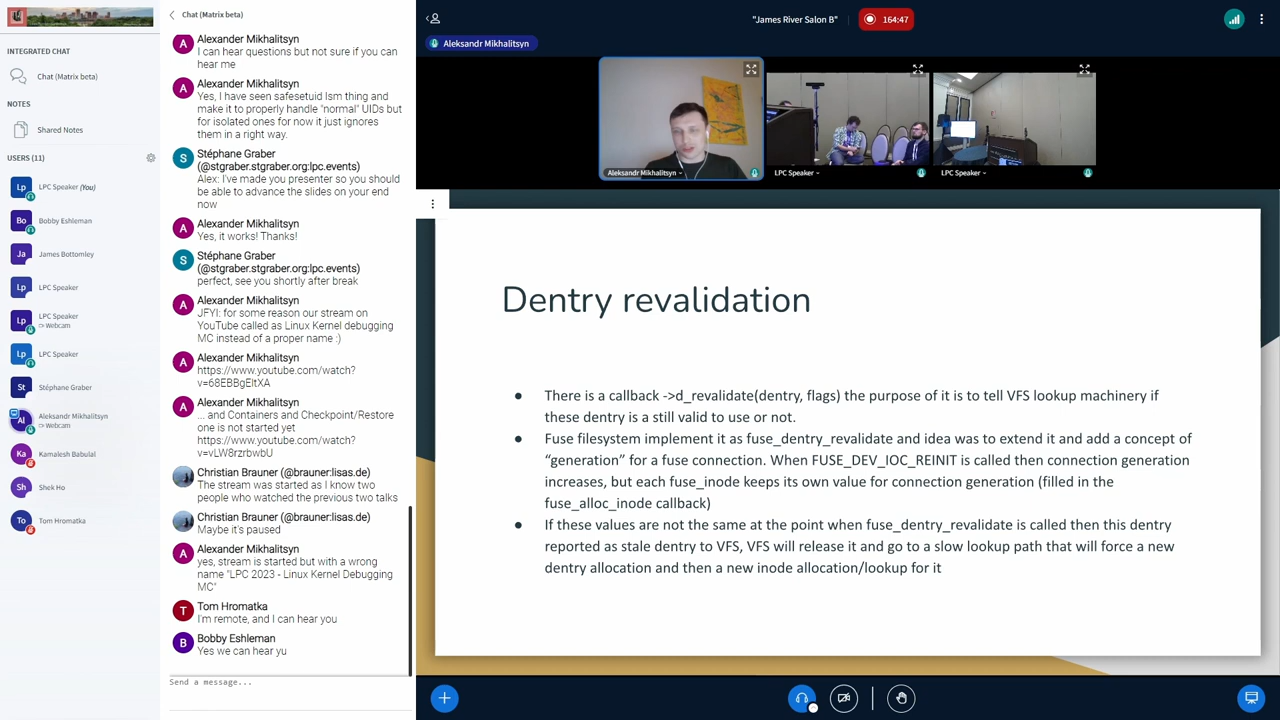 INTEGRATED CHAT
Chat (Matrix beta)
NOTES
Shared Notes
USERS (11)
Lp
LPC Speaker (You)
Bo
Bobby Eshleman
Ja
James Bottomley
Lp
LPC Speaker
Lp
LPC Speaker
Webcam
Lp
LPC Speaker
St
Stéphane Graber
Al
Aleksandr Mikhalitsyn
Webcam
Ka
Kamalesh Babulal
Sh
Shek Ho
To
Tom Hromatka
Chat (Matrix beta)
A
Alexander Mikhalitsyn
I can hear questions but not sure if you can
hear me
A
Alexander Mikhalitsyn
Yes, I have seen safesetuid lsm thing and
make it to properly handle "normal" UIDs but
for isolated ones for now it just ignores
them in a right way.
S
Stéphane Graber
(@stgraber.stgraber.org:lpc.events)
Alex: I've made you presenter so you should
be able to advance the slides on your end
now
A
Alexander Mikhalitsyn
Yes, it works! Thanks!
S
Stéphane Graber
(@stgraber.stgraber.org:lpc.events)
perfect, see you shortly after break
A
Alexander Mikhalitsyn
JFYI: for some reason our stream on
YouTube called as Linux Kernel debugging
MC instead of a proper name :)
A
Alexander Mikhalitsyn
https://www.youtube.com/watch?
v=68EBBgEltXA
A
Alexander Mikhalitsyn
... and Containers and Checkpoint/Restore
one is not started yet
https://www.youtube.com/watch?
v=vLW8rzrbwbU
Christian Brauner (@brauner:lisas.de)
The stream was started as I know two
people who watched the previous two talks
Christian Brauner (@brauner:lisas.de)
Maybe it's paused
A
Alexander Mikhalitsyn
yes, stream is started but with a wrong
name "LPC 2023 - Linux Kernel Debugging
MC"
T
Tom Hromatka
I'm remote, and I can hear you
B
Bobby Eshleman
Yes we can hear yu
Send a message...
"James River Salon B"
164:47
Aleksandr Mikhalitsyn
Aleksandr Mikhalitsyn
LPC Speaker
LPC Speaker
Dentry revalidation
● There is a callback ->d_revalidate(dentry, flags) the purpose of it is to tell VFS lookup machinery if
these dentry is a still valid to use or not.
● Fuse filesystem implement it as fuse_dentry_revalidate and idea was to extend it and add a concept of
“generation” for a fuse connection. When FUSE_DEV_IOC_REINIT is called then connection generation
increases, but each fuse_inode keeps its own value for connection generation (filled in the
fuse_alloc_inode callback)
● If these values are not the same at the point when fuse_dentry_revalidate is called then this dentry
reported as stale dentry to VFS, VFS will release it and go to a slow lookup path that will force a new
dentry allocation and then a new inode allocation/lookup for it